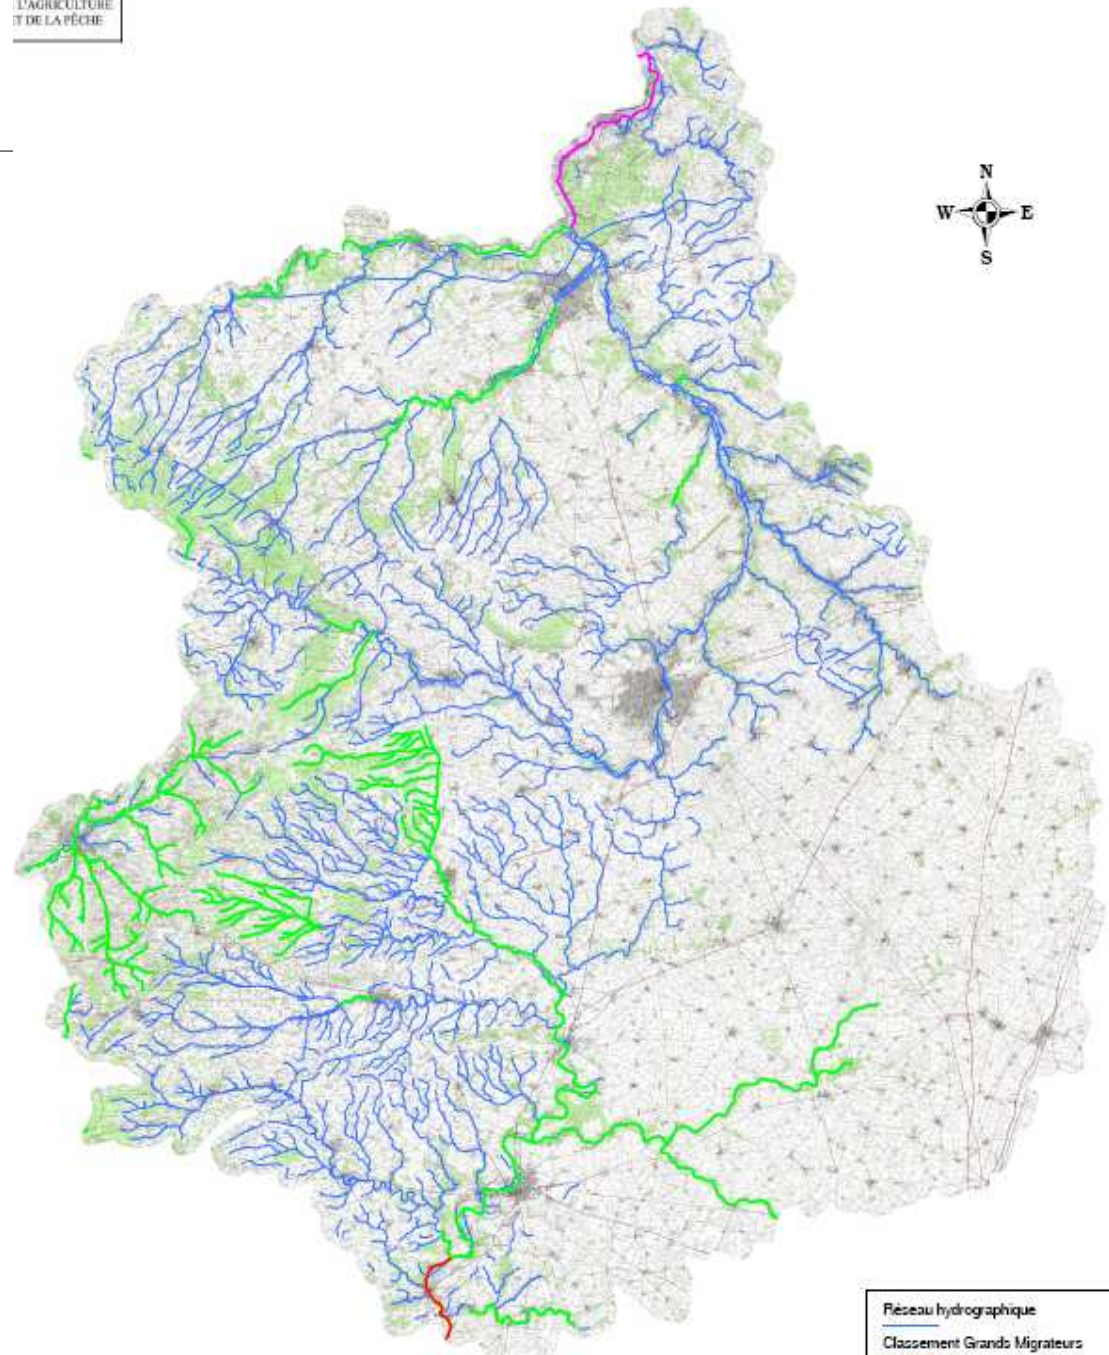 L'AGRICULTURE
ET DE LA PÊCHE
N
W E
S
Réseau hydrographique
Classement Grands Migrateurs